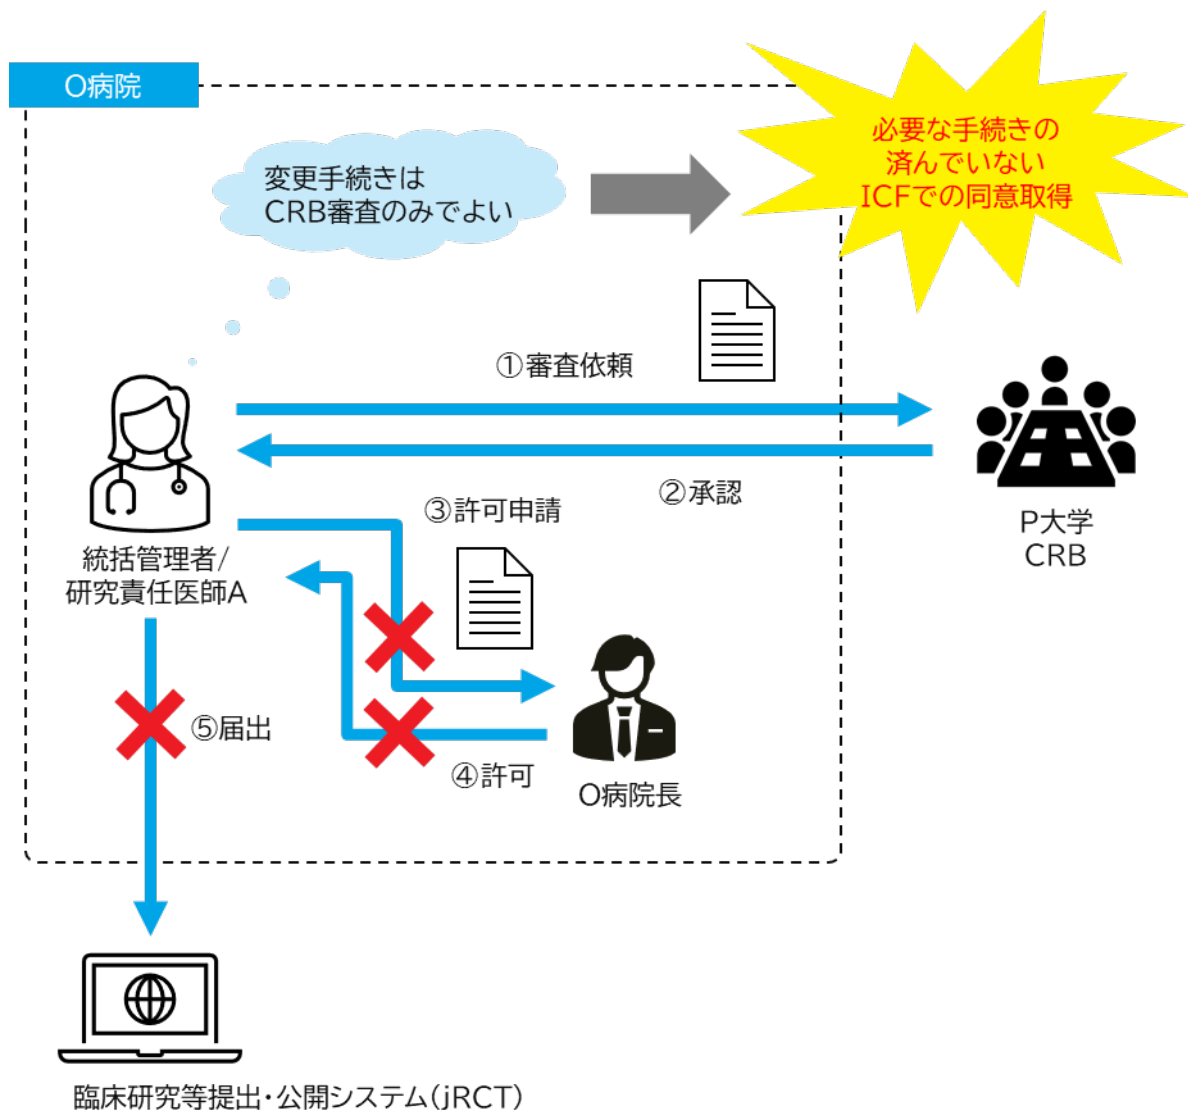 O病院
必要な手続きの
済んでいない
ICFでの同意取得
変更手続きは
CRB審査のみでよい
①審査依頼
②承認
③許可申請
P大学
CRB
統括管理者/
研究責任医師A
⑤届出
④許可
O病院長
臨床研究等提出・公開システム(jRCT)